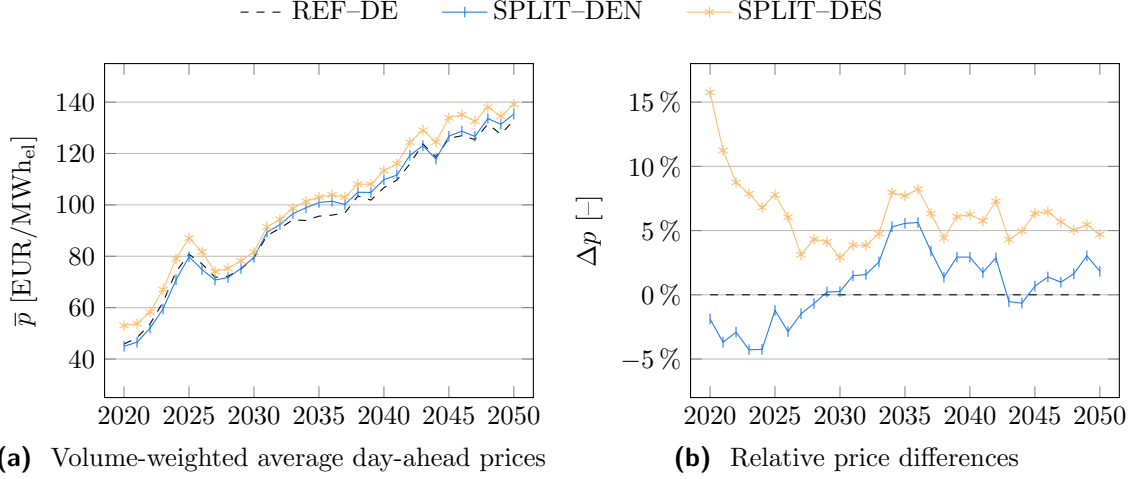 REF–DE SPLIT–DEN SPLIT–DES
140
120
100
80
60
40
p̅ [EUR/MWhₑₗ]
2020 2025 2030 2035 2040 2045 2050
(a) Volume-weighted average day-ahead prices
15 %
10 %
5 %
0 %
−5 %
Δp [–]
2020 2025 2030 2035 2040 2045 2050
(b) Relative price differences